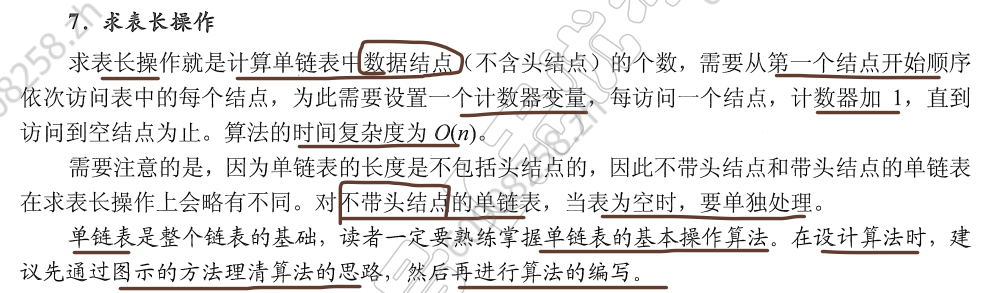 7．求表长操作
求表长操作就是计算单链表中数据结点（不含头结点）的个数，需要从第一个结点开始顺序
依次访问表中的每个结点，为此需要设置一个计数器变量，每访问一个结点，计数器加 1，直到
访问到空结点为止。算法的时间复杂度为 O(n)。
需要注意的是，因为单链表的长度是不包括头结点的，因此不带头结点和带头结点的单链表
在求表长操作上会略有不同。对不带头结点的单链表，当表为空时，要单独处理。
单链表是整个链表的基础，读者一定要熟练掌握单链表的基本操作算法。在设计算法时，建
议先通过图示的方法理清算法的思路，然后再进行算法的编写。